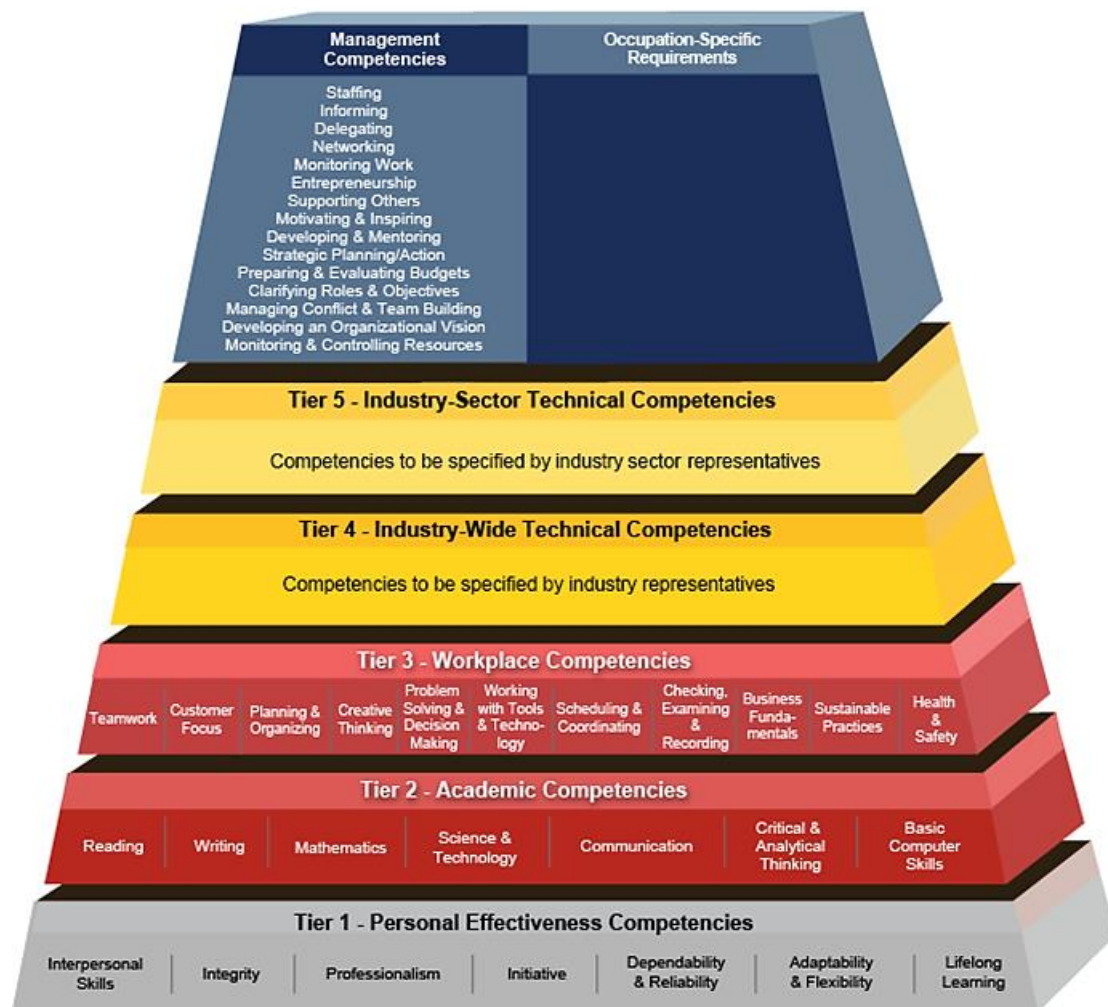 Management
Competencies
Occupation-Specific
Requirements
Staffing
Informing
Delegating
Networking
Monitoring Work
Entrepreneurship
Supporting Others
Motivating & Inspiring
Developing & Mentoring
Strategic Planning/Action
Preparing & Evaluating Budgets
Clarifying Roles & Objectives
Managing Conflict & Team Building
Developing an Organizational Vision
Monitoring & Controlling Resources
Tier 5 - Industry-Sector Technical Competencies
Competencies to be specified by industry sector representatives
Tier 4 - Industry-Wide Technical Competencies
Competencies to be specified by industry representatives
Tier 3 - Workplace Competencies
Teamwork
Customer
Focus
Planning &
Organizing
Creative
Thinking
Problem
Solving &
Decision
Making
Working
with Tools
& Techno-
logy
Scheduling &
Coordinating
Checking,
Examining
&
Recording
Business
Funda-
mentals
Sustainable
Practices
Health
&
Safety
Tier 2 - Academic Competencies
Reading
Writing
Mathematics
Science &
Technology
Communication
Critical &
Analytical
Thinking
Basic
Computer
Skills
Tier 1 - Personal Effectiveness Competencies
Interpersonal
Skills
Integrity
Professionalism
Initiative
Dependability
& Reliability
Adaptability
& Flexibility
Lifelong
Learning